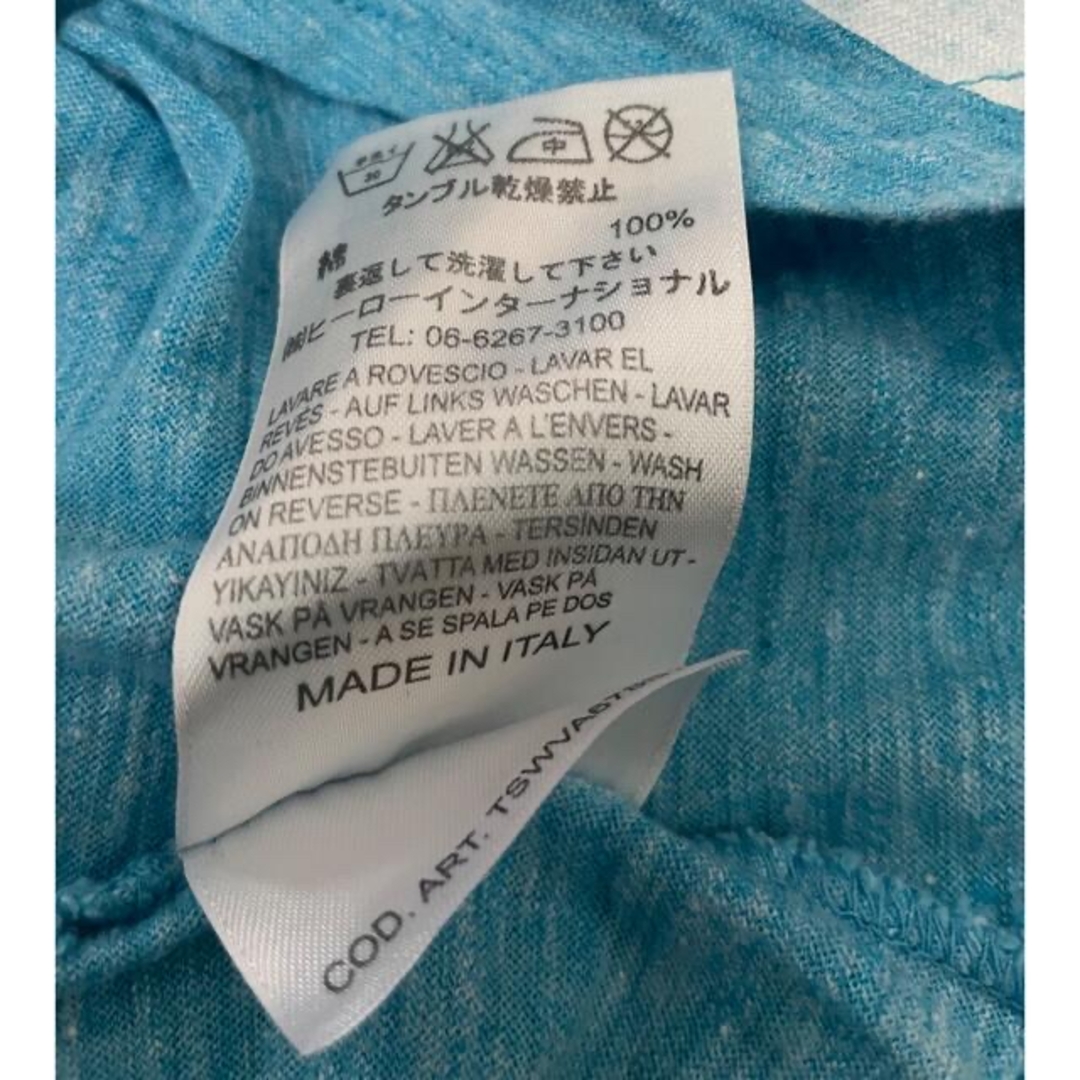 30
中
タンブル乾燥禁止
綿 100%
裏返して洗濯して下さい
㈱ヒーローインターナショナル
TEL: 06-6267-3100
LAVARE A ROVESCIO - LAVAR EL
REVES - AUF LINKS WASCHEN - LAVAR
DO AVESSO - LAVER A L'ENVERS -
BINNENSTEBUITEN WASSEN - WASH
ON REVERSE - ΠΛΕΝΕΤΕ ΑΠΟ ΤΗΝ
ΑΝΑΠΟΔΗ ΠΛΕΥΡΑ - TERSINDEN
YIKAYINIZ - TVATTA MED INSIDAN UT -
VASK PÅ VRANGEN - VASK PÅ
VRANGEN - A SE SPALA PE DOS
MADE IN ITALY
COD. ART.